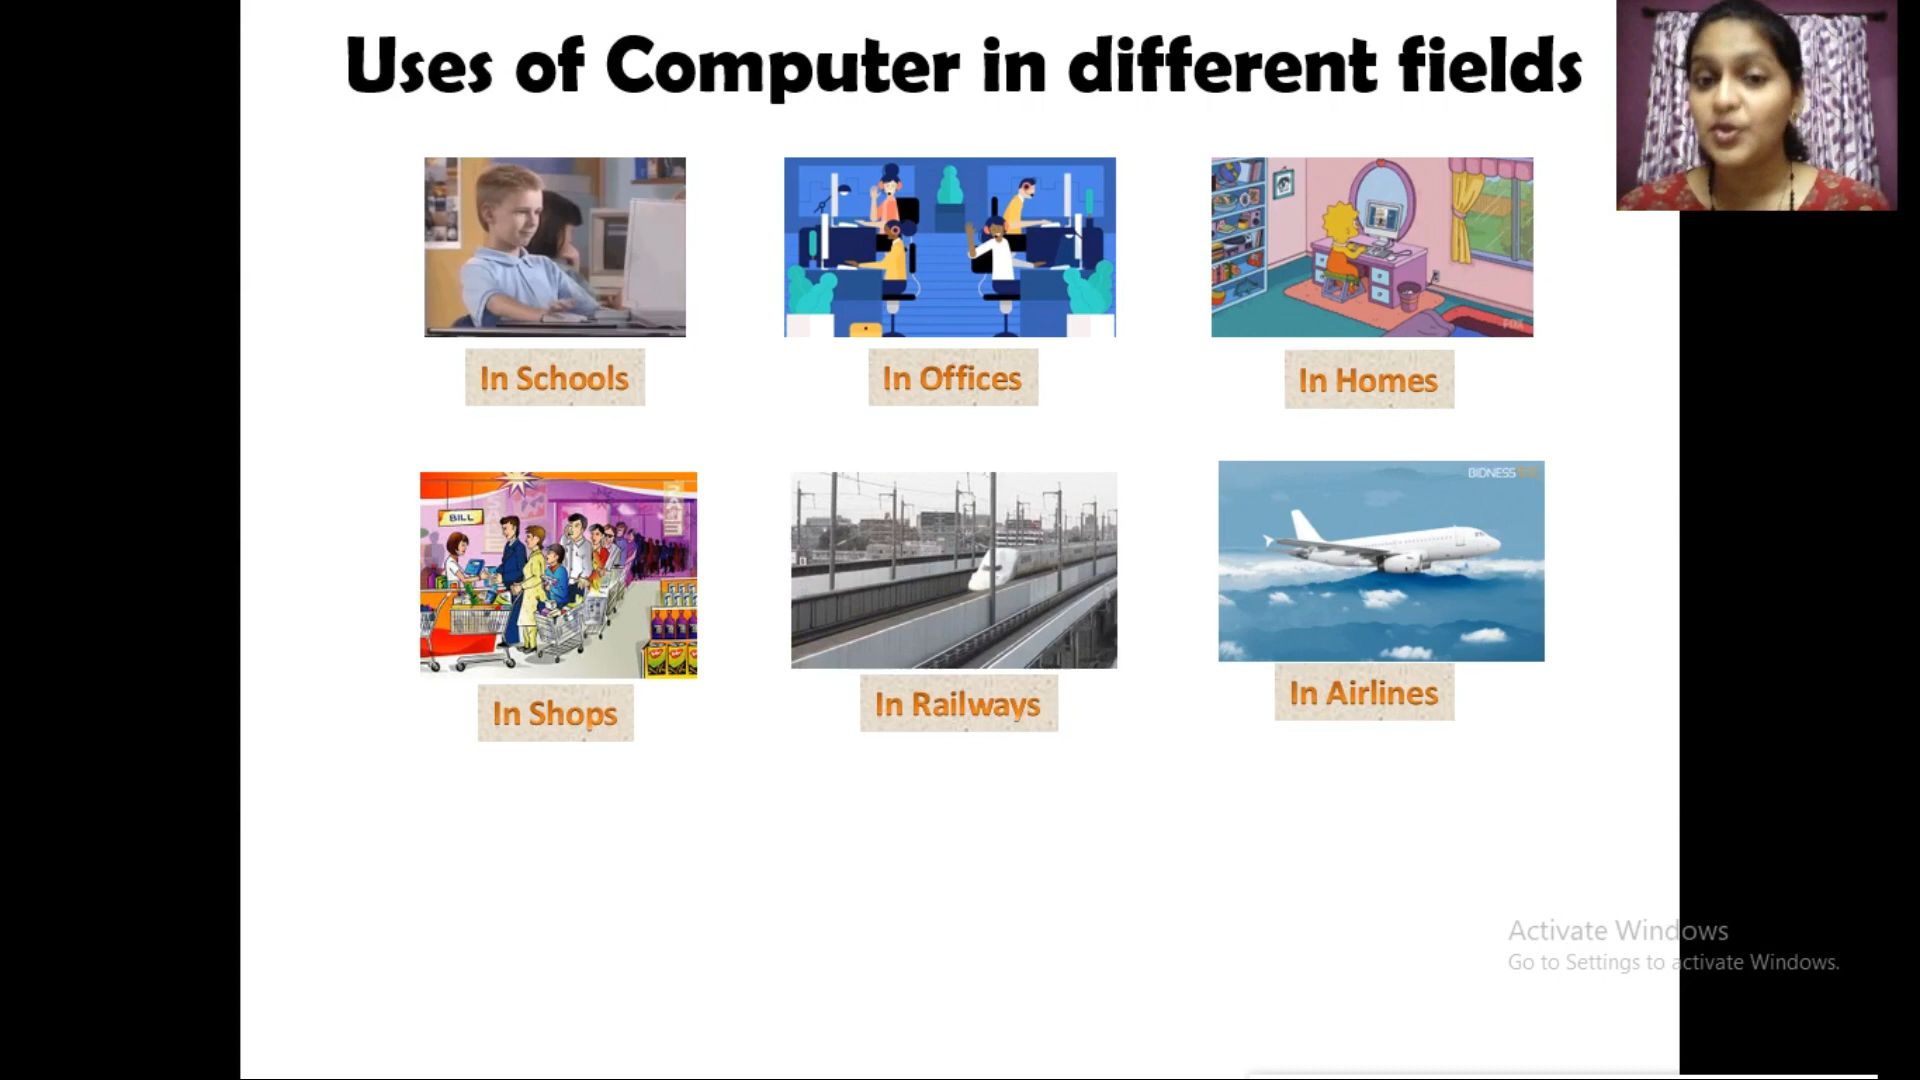 Uses of Computer in different fields
In Schools
In Offices
In Homes
BILL
FOX
BIDNESS
In Shops
In Railways
In Airlines
Activate Windows
Go to Settings to activate Windows.